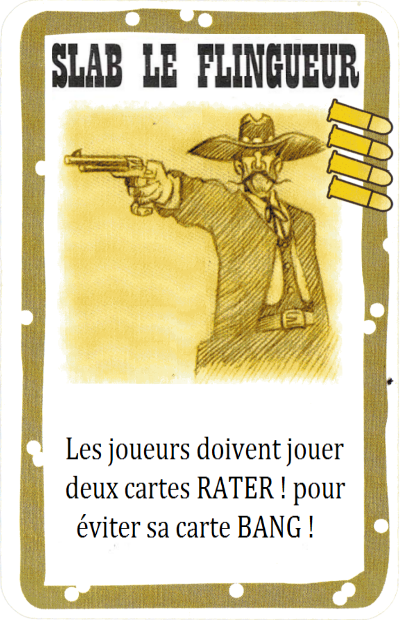 SLAB LE FLINGUEUR
Les joueurs doivent jouer
deux cartes RATER ! pour
éviter sa carte BANG !